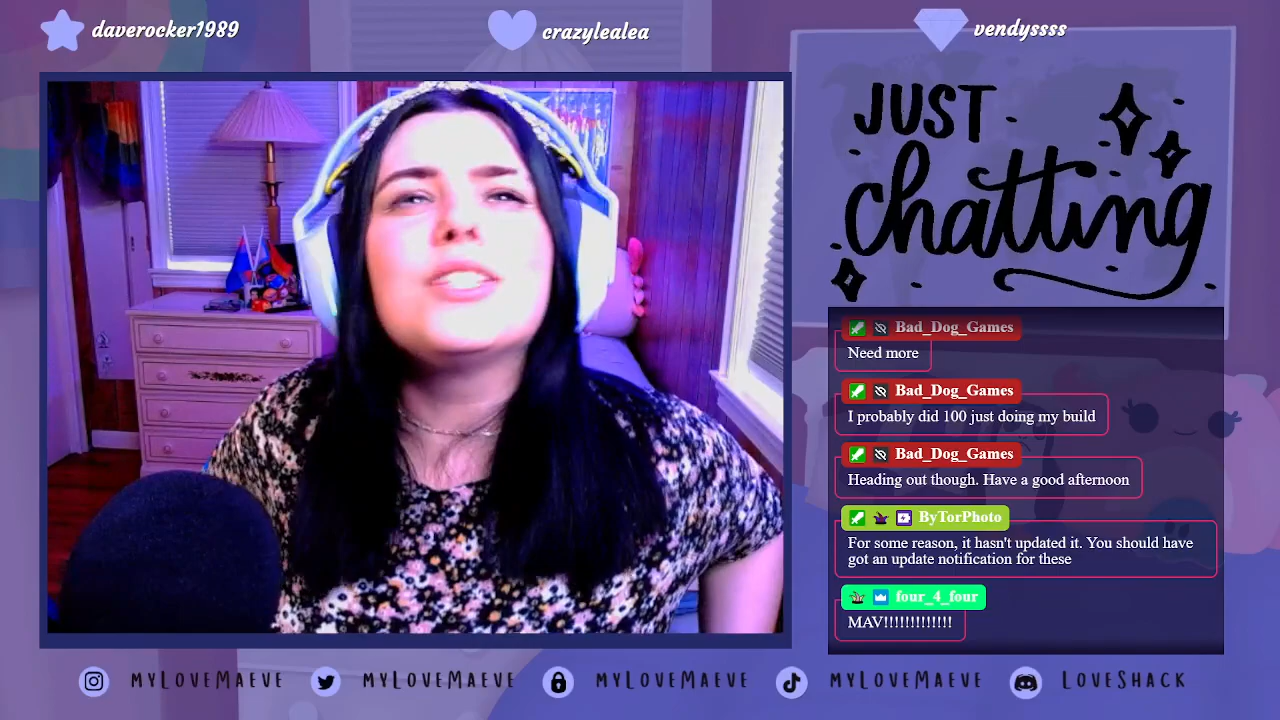 daverocker1989
crazylealea
vendyssss
JUST
chatting
Bad_Dog_Games
Need more
Bad_Dog_Games
I probably did 100 just doing my build
Bad_Dog_Games
Heading out though. Have a good afternoon
ByTorPhoto
For some reason, it hasn't updated it. You should have
got an update notification for these
four_4_four
MAV!!!!!!!!!!!!!
MYLOVEMAEVE
MYLOVEMAEVE
MYLOVEMAEVE
MYLOVEMAEVE
LOVESHACK